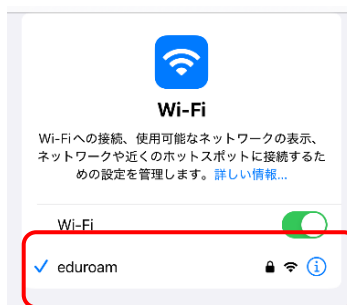 Wi-Fi
Wi-Fiへの接続、使用可能なネットワークの表示、
ネットワークや近くのホットスポットに接続するた
めの設定を管理します。詳しい情報...
Wi-Fi
eduroam